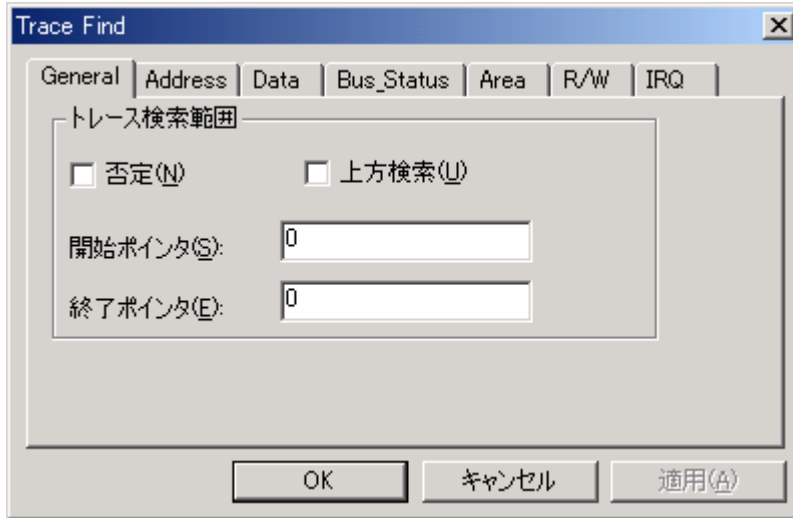 Trace Find
General Address Data Bus_Status Area R/W IRQ
トレース検索範囲
否定(N) 上方検索(U)
開始ポインタ(S): 0
終了ポインタ(E): 0
OK キャンセル 適用(A)